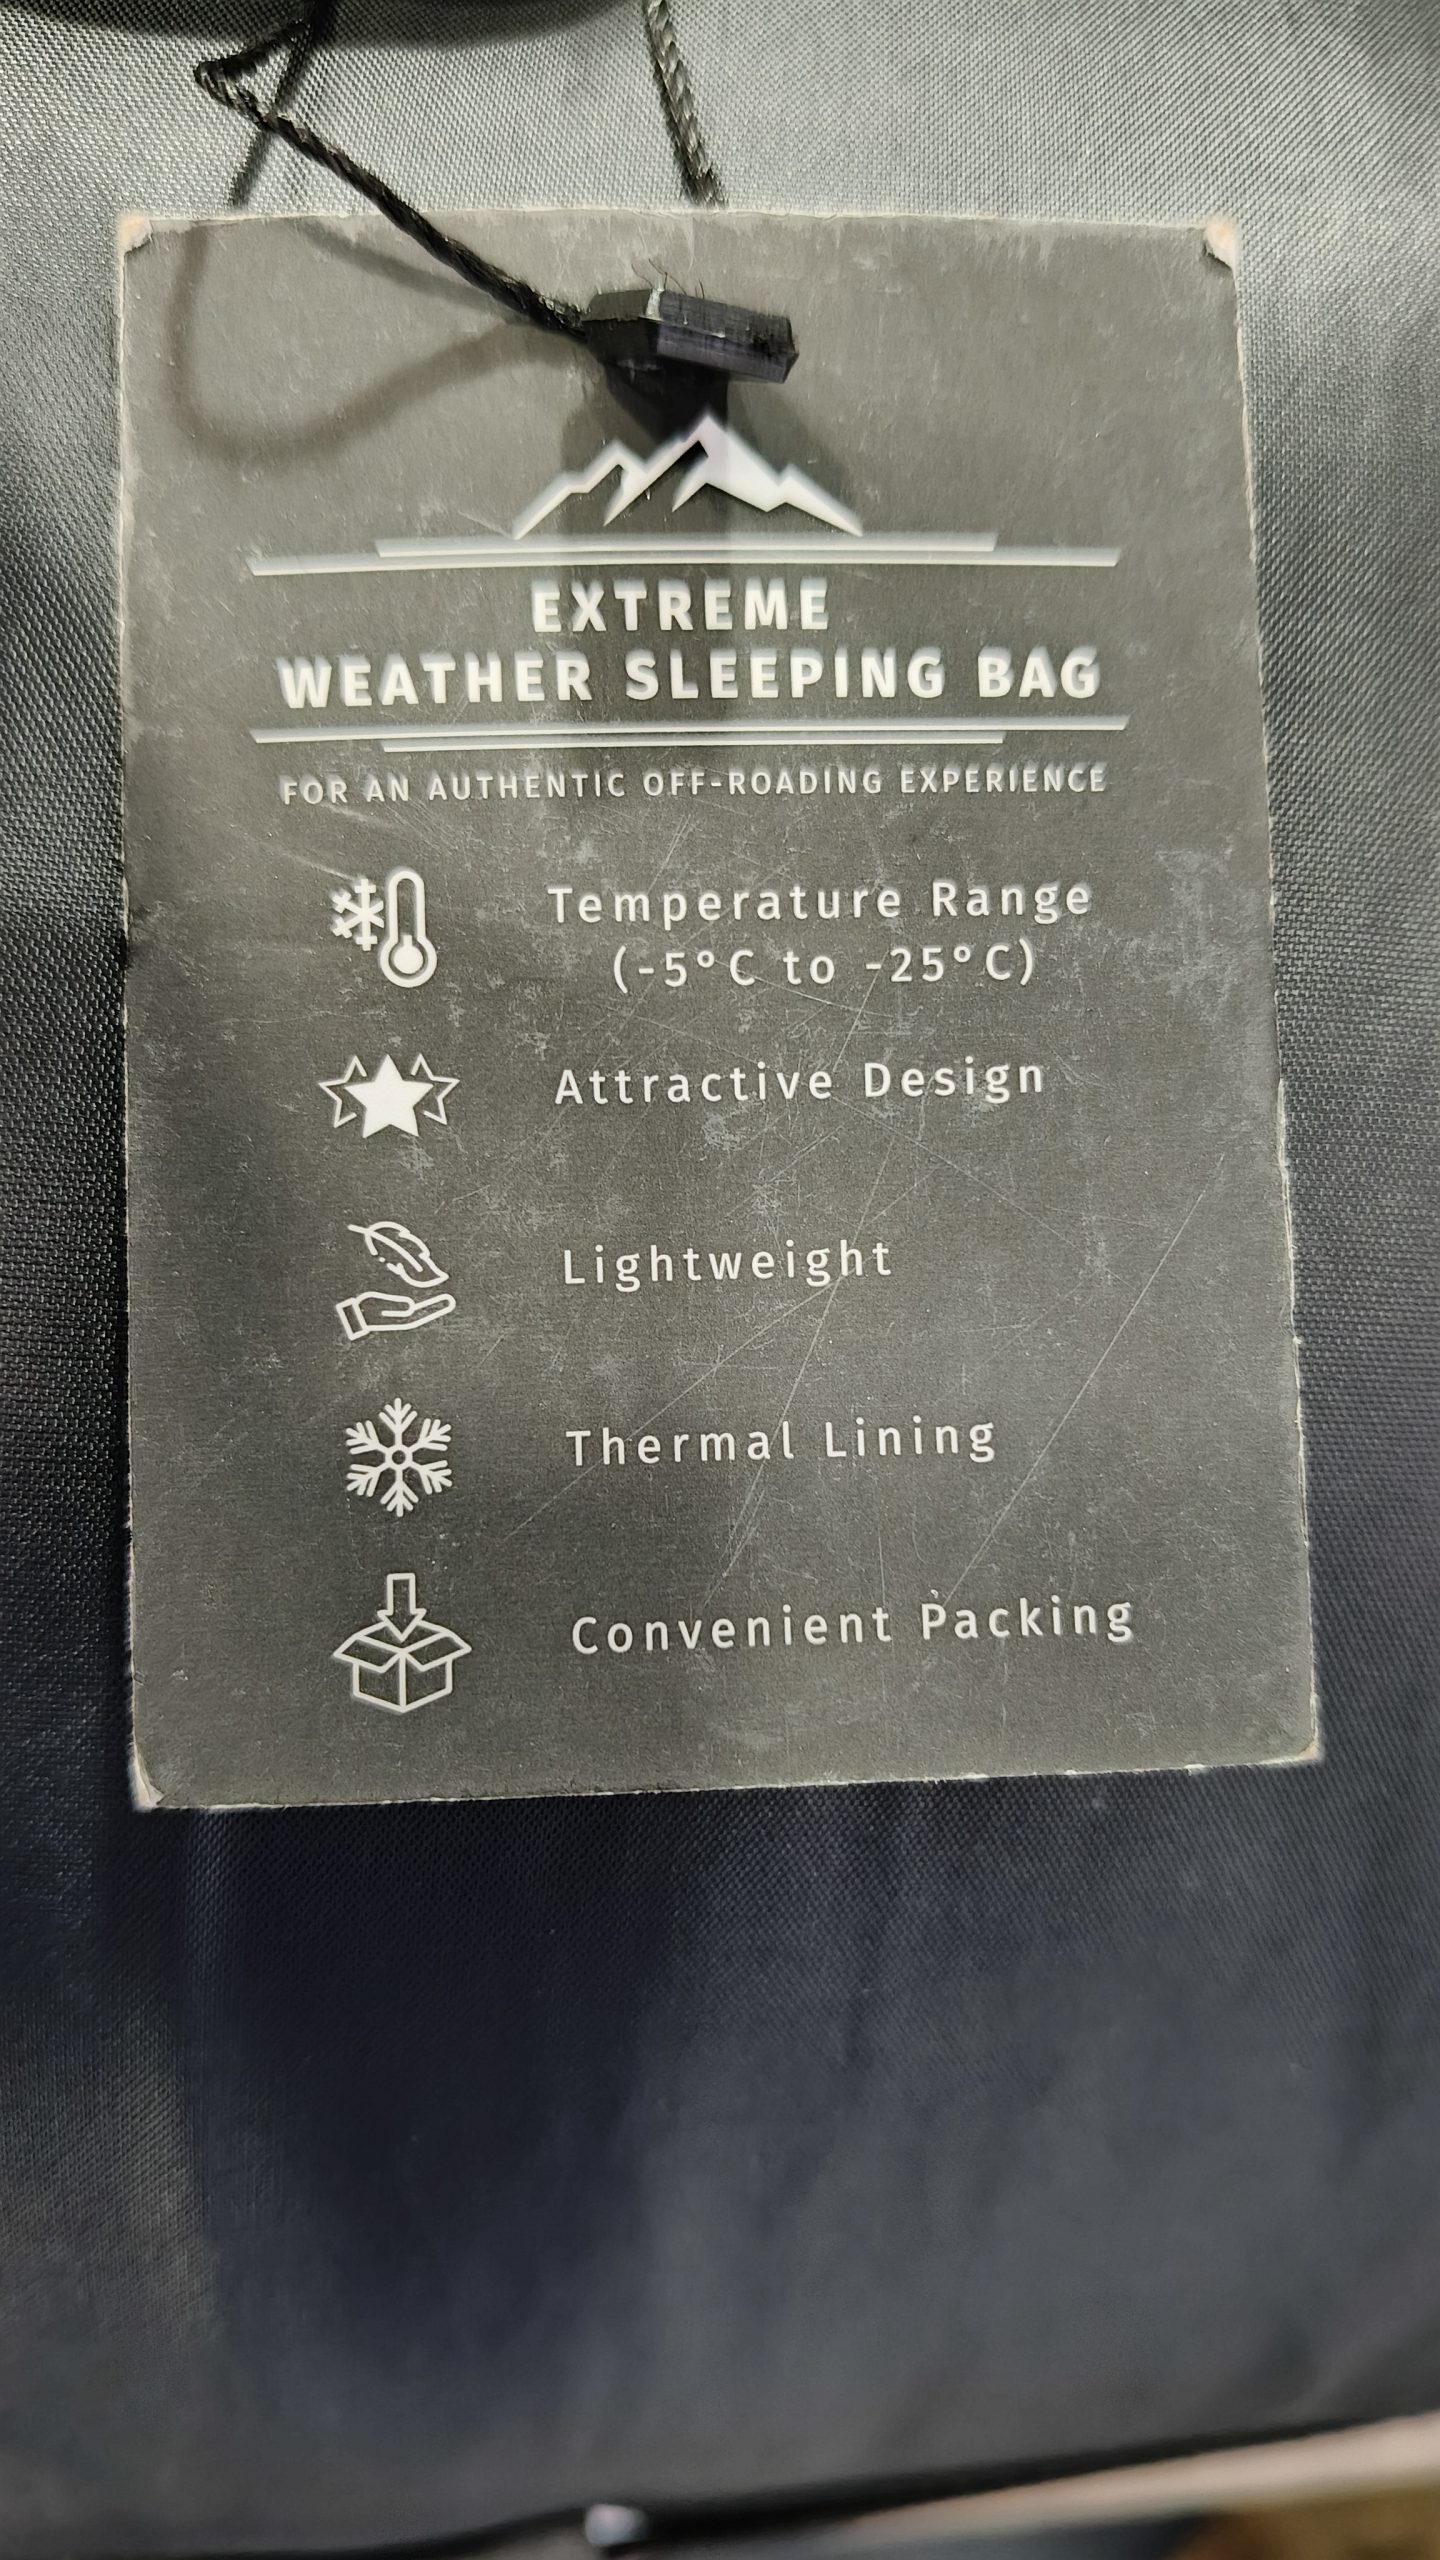 EXTREME
WEATHER SLEEPING BAG
FOR AN AUTHENTIC OFF-ROADING EXPERIENCE
Temperature Range
(-5°C to -25°C)
Attractive Design
Lightweight
Thermal Lining
Convenient Packing